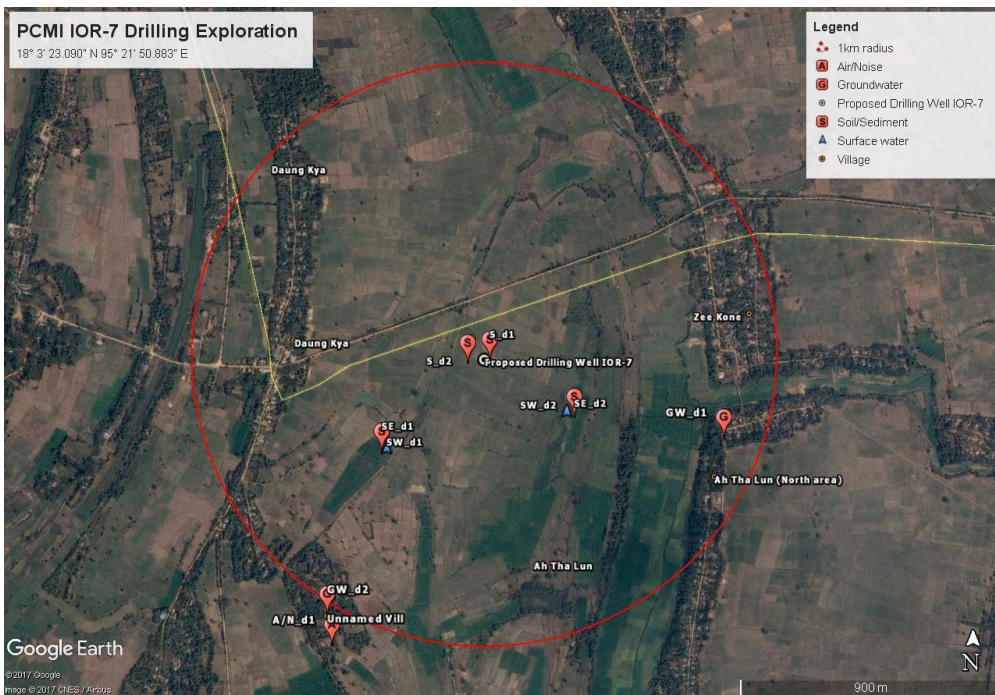 PCMI IOR-7 Drilling Exploration
18° 3' 23.090" N 95° 21' 50.883" E
Legend
1km radius
A Air/Noise
G Groundwater
Proposed Drilling Well IOR-7
S Soil/Sediment
Surface water
Village
Daung Kya
Zee Kone
Daung Kya
S
S_d1
S_d2
Proposed Drilling Well IOR-7
SW_d2
S
SE_d2
GW_d1
G
SE_d1
SW_d1
Ah Tha Lun (North area)
Ah Tha Lun
GW_d2
A/N_d1
Unnamed Vill
Google Earth
©2017 Google
Image © 2017 CNES / Airbus
N
900 m